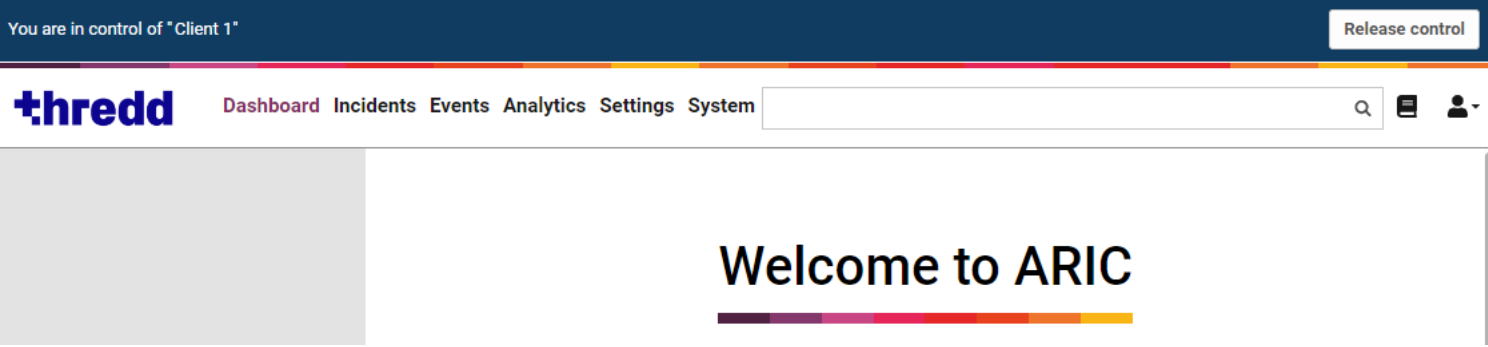 You are in control of "Client 1"
Release control
thredd
Dashboard Incidents Events Analytics Settings System
Welcome to ARIC